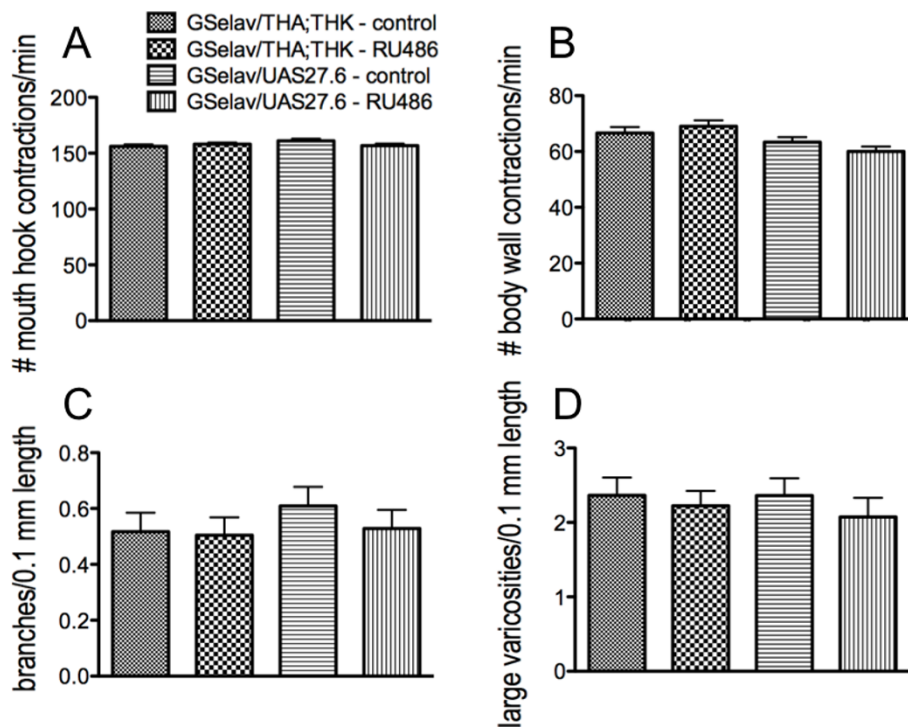 A
GSelav/THA;THK - control
GSelav/THA;THK - RU486
GSelav/UAS27.6 - control
GSelav/UAS27.6 - RU486
# mouth hook contractions/min
200
150
100
50
0
B
# body wall contractions/min
80
60
40
20
0
C
branches/0.1 mm length
0.8
0.6
0.4
0.2
0.0
D
large varicosities/0.1 mm length
3
2
1
0